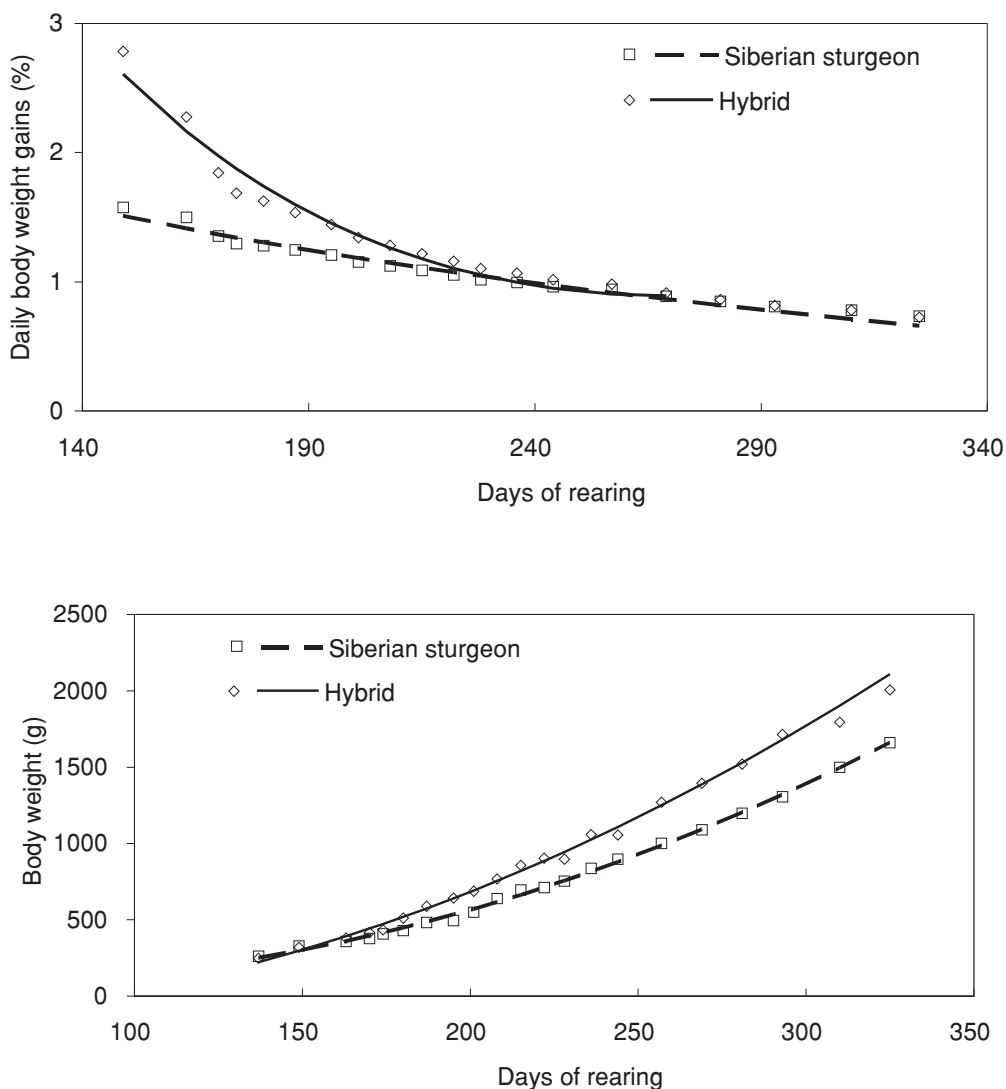 Daily body weight gains (%)
3
2
1
0
Siberian sturgeon
Hybrid
140 190 240 290 340
Days of rearing
Body weight (g)
2500
2000
1500
1000
500
0
Siberian sturgeon
Hybrid
100 150 200 250 300 350
Days of rearing